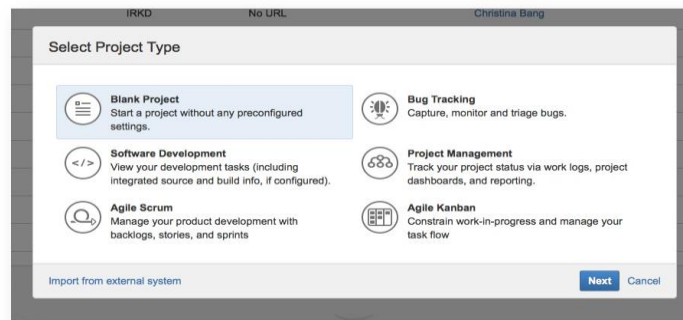 IRKD No URL Christina Bang
Select Project Type
Blank Project
Start a project without any preconfigured
settings.
Bug Tracking
Capture, monitor and triage bugs.
</>
Software Development
View your development tasks (including
integrated source and build info, if configured).
Project Management
Track your project status via work logs, project
dashboards, and reporting.
Agile Scrum
Manage your product development with
backlogs, stories, and sprints
Agile Kanban
Constrain work-in-progress and manage your
task flow
Import from external system
Next Cancel